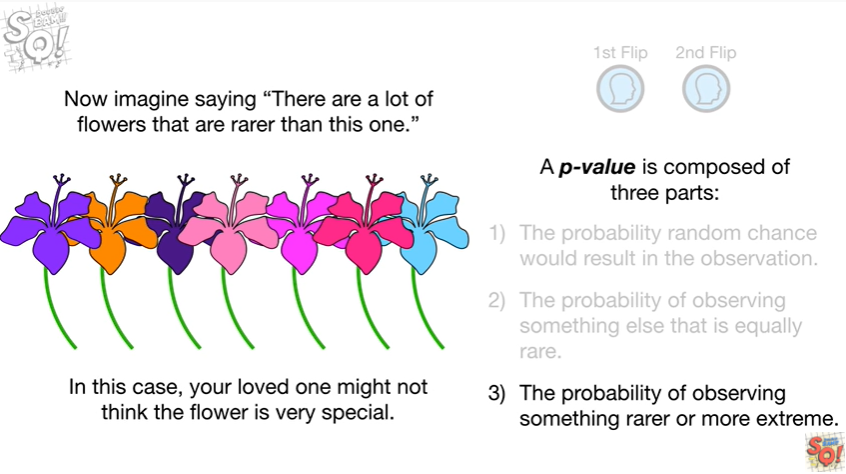 SQ!
DOUBLE
BAM!!!
1st Flip 2nd Flip
Now imagine saying “There are a lot of
flowers that are rarer than this one.”
A p-value is composed of
three parts:
1) The probability random chance
would result in the observation.
2) The probability of observing
something else that is equally
rare.
3) The probability of observing
something rarer or more extreme.
In this case, your loved one might not
think the flower is very special.
SQ!